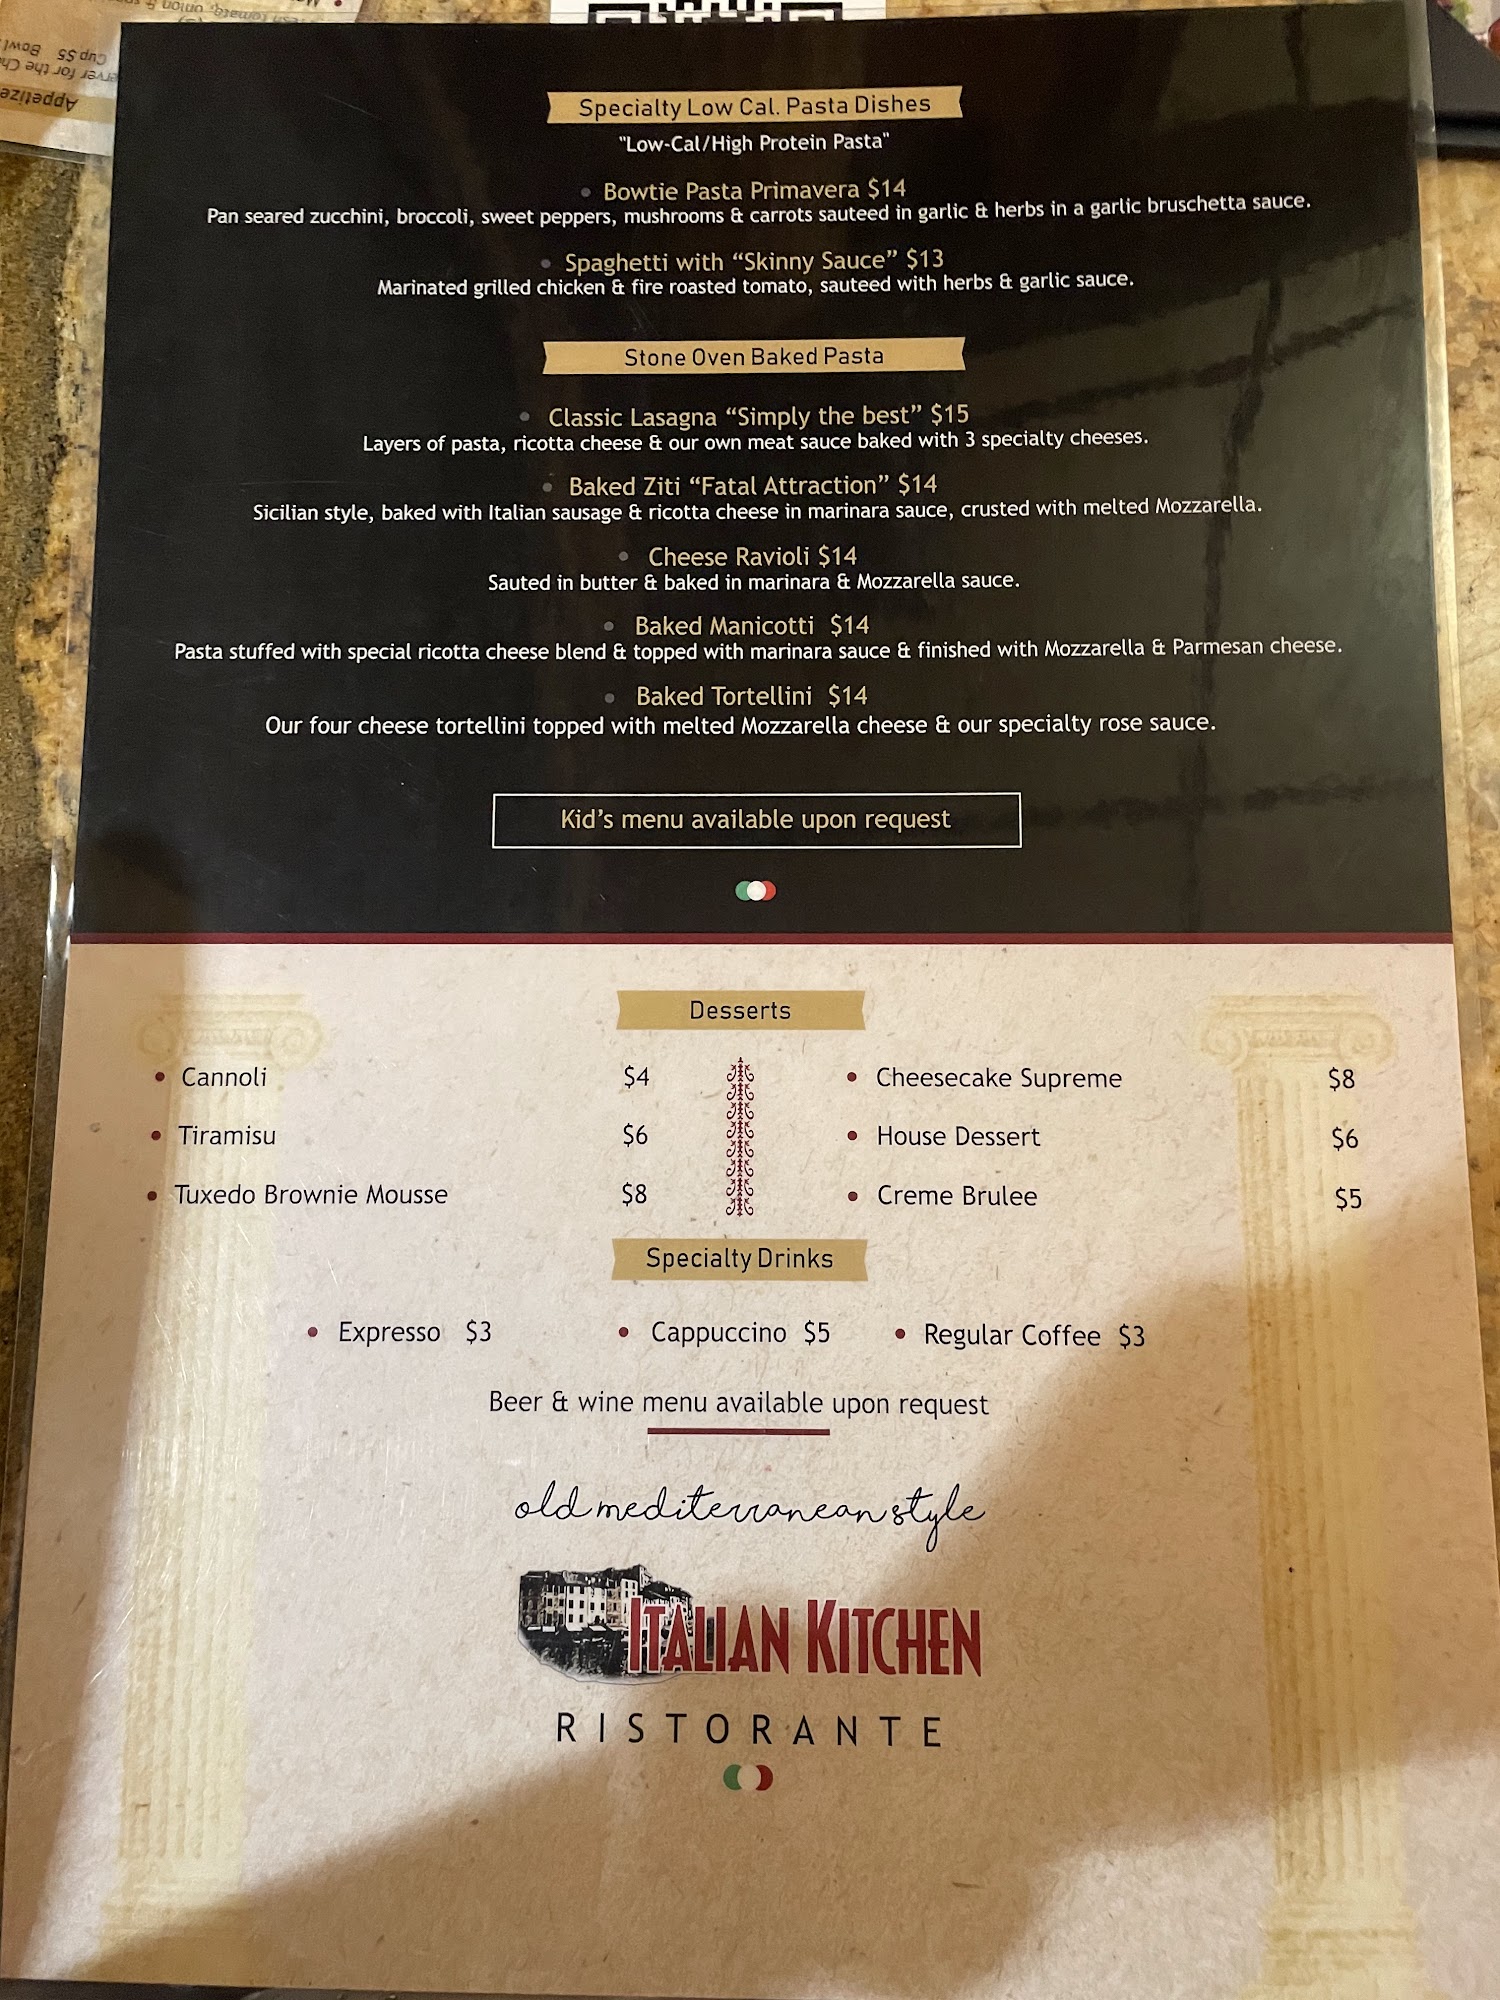 Appetize
erver for the Ch
Cup $5 Bowl
Specialty Low Cal. Pasta Dishes
"Low-Cal/High Protein Pasta"
• Bowtie Pasta Primavera $14
Pan seared zucchini, broccoli, sweet peppers, mushrooms & carrots sauteed in garlic & herbs in a garlic bruschetta sauce.
• Spaghetti with “Skinny Sauce” $13
Marinated grilled chicken & fire roasted tomato, sauteed with herbs & garlic sauce.
Stone Oven Baked Pasta
• Classic Lasagna “Simply the best” $15
Layers of pasta, ricotta cheese & our own meat sauce baked with 3 specialty cheeses.
• Baked Ziti “Fatal Attraction” $14
Sicilian style, baked with Italian sausage & ricotta cheese in marinara sauce, crusted with melted Mozzarella.
• Cheese Ravioli $14
Sauted in butter & baked in marinara & Mozzarella sauce.
• Baked Manicotti $14
Pasta stuffed with special ricotta cheese blend & topped with marinara sauce & finished with Mozzarella & Parmesan cheese.
• Baked Tortellini $14
Our four cheese tortellini topped with melted Mozzarella cheese & our specialty rose sauce.
Kid’s menu available upon request
Desserts
• Cannoli $4
• Tiramisu $6
• Tuxedo Brownie Mousse $8
• Cheesecake Supreme $8
• House Dessert $6
• Creme Brulee $5
Specialty Drinks
• Expresso $3 • Cappuccino $5 • Regular Coffee $3
Beer & wine menu available upon request
old mediterranean style
ITALIAN KITCHEN
RISTORANTE